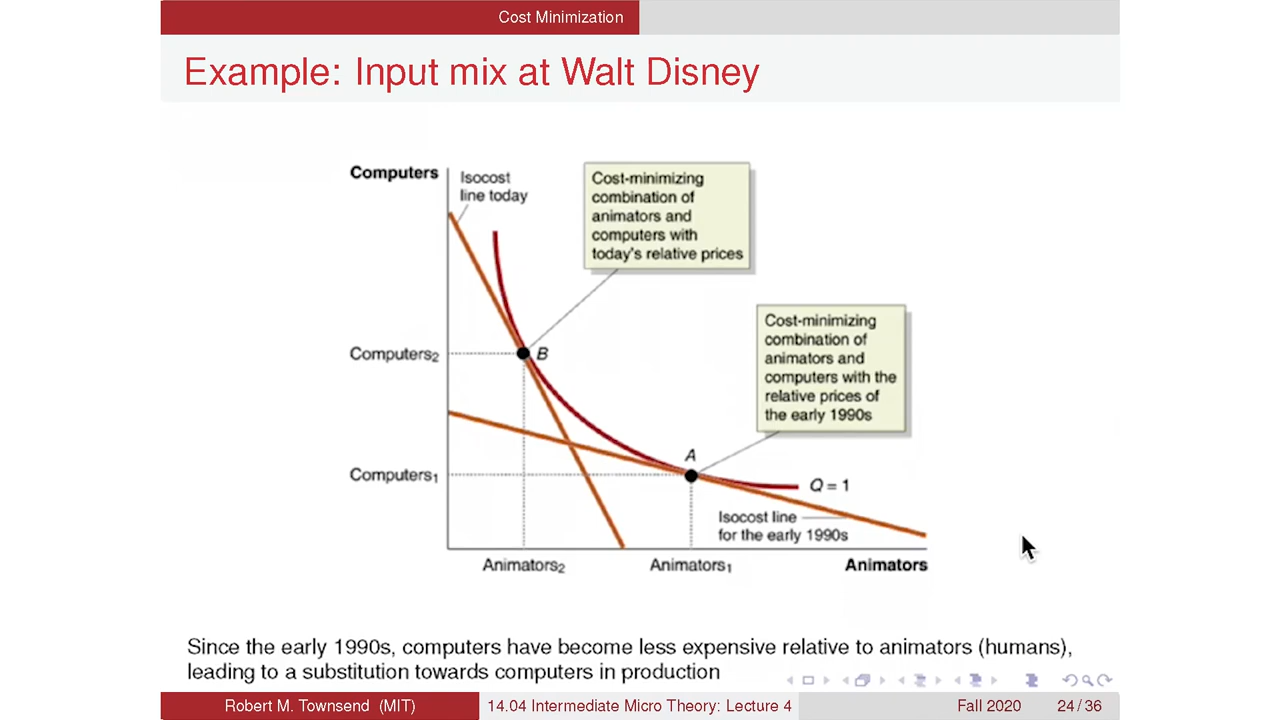 Cost Minimization
Example: Input mix at Walt Disney
Computers
Isocost
line today
Cost-minimizing
combination of
animators and
computers with
today's relative prices
Cost-minimizing
combination of
animators and
computers with the
relative prices of
the early 1990s
Computers₂
B
A
Computers₁
Q = 1
Isocost line
for the early 1990s
Animators₂
Animators₁
Animators
Since the early 1990s, computers have become less expensive relative to animators (humans),
leading to a substitution towards computers in production
Robert M. Townsend (MIT)
14.04 Intermediate Micro Theory: Lecture 4
Fall 2020
24 / 36